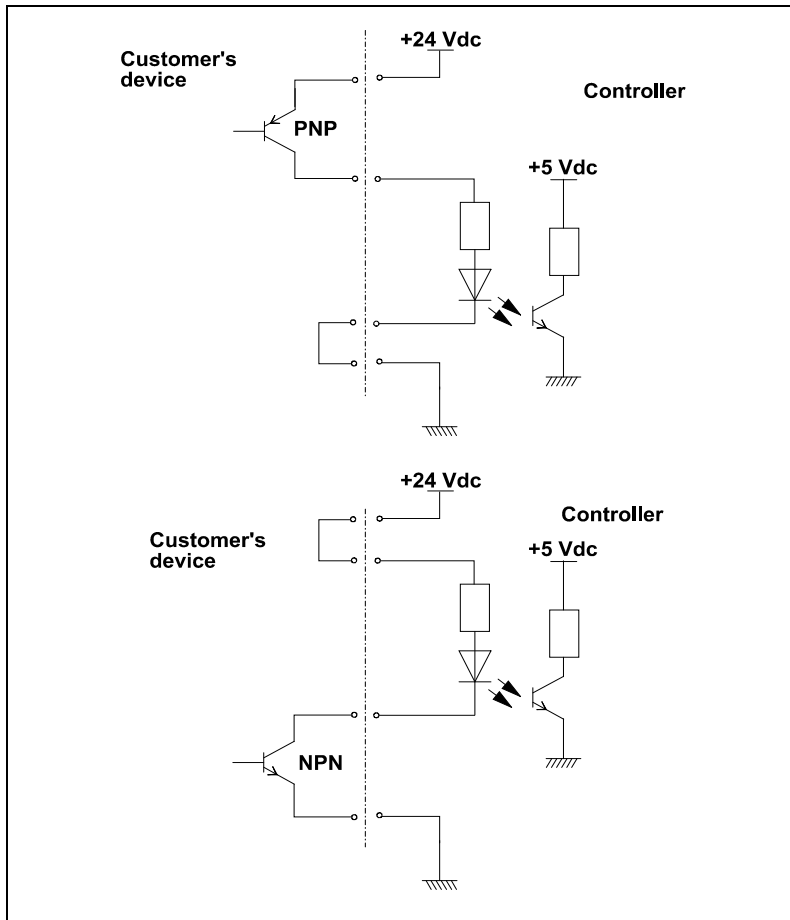 +24 Vdc
Customer's
device
Controller
PNP
+5 Vdc
+24 Vdc
Controller
Customer's
device
+5 Vdc
NPN